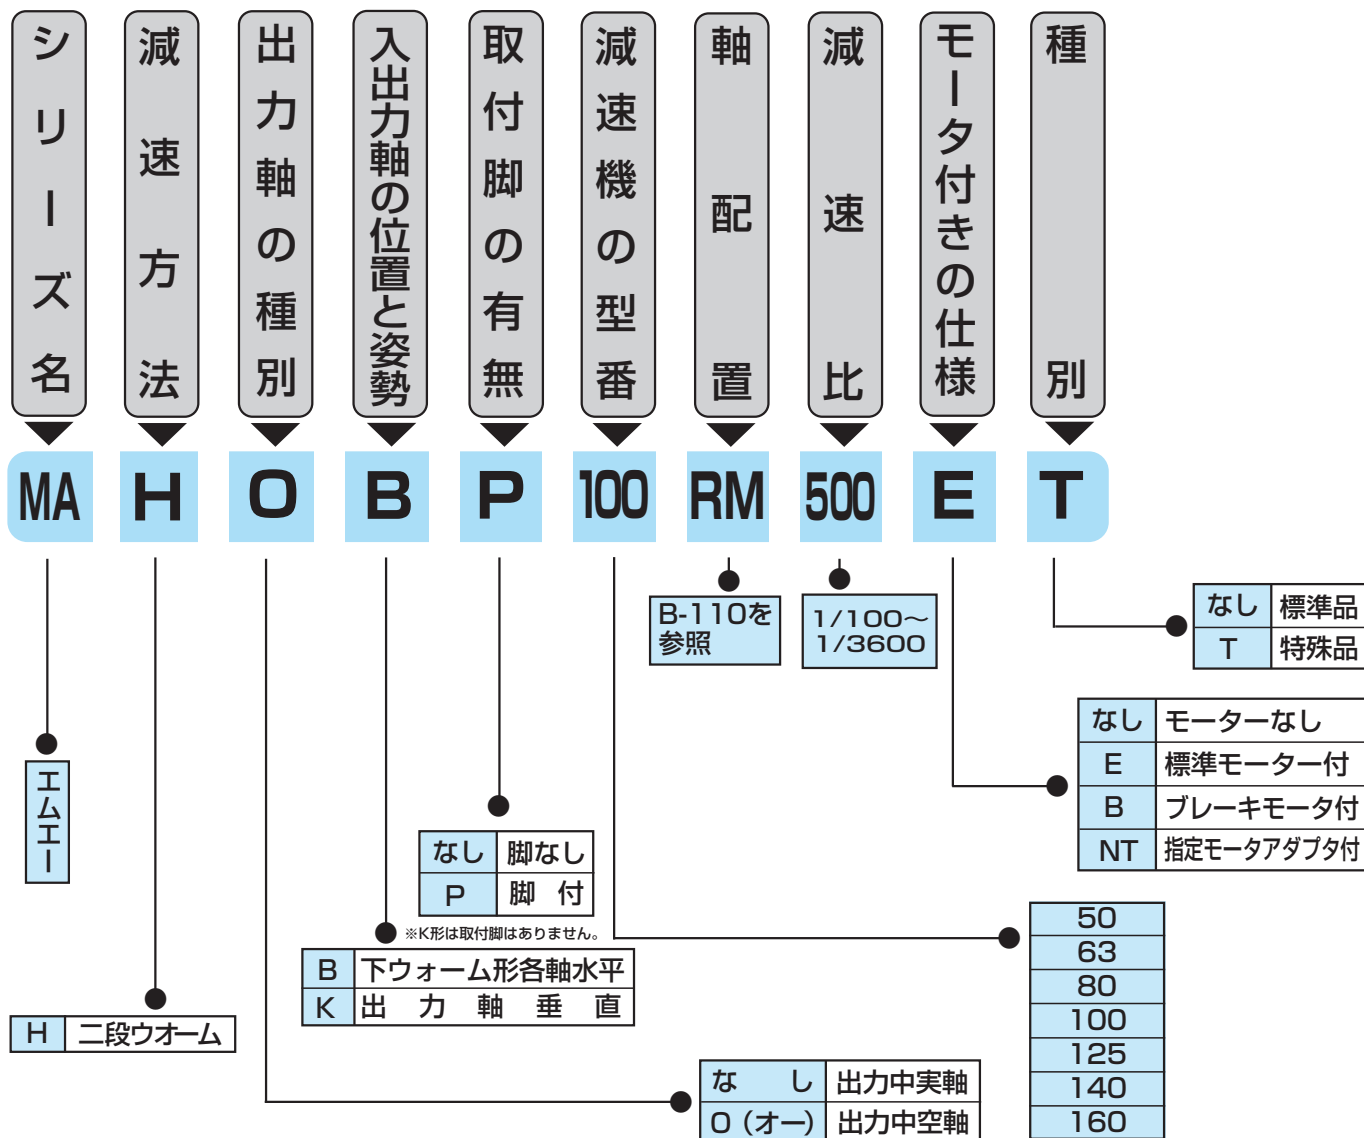 シリーズ名
減速方法
出力軸の種別
入出力軸の位置と姿勢
取付脚の有無
減速機の型番
軸配置
減速比
モータ付きの仕様
種別
MA H O B P 100 RM 500 E T
B-110を
参照
1/100～
1/3600
なし 標準品
T 特殊品
なし モーターなし
E 標準モーター付
B ブレーキモータ付
NT 指定モータアダプタ付
エムエー
なし 脚なし
P 脚 付
※K形は取付脚はありません。
B 下ウォーム形各軸水平
K 出力軸垂直
H 二段ウオーム
50
63
80
100
125
140
160
なし 出力中実軸
O（オー） 出力中空軸